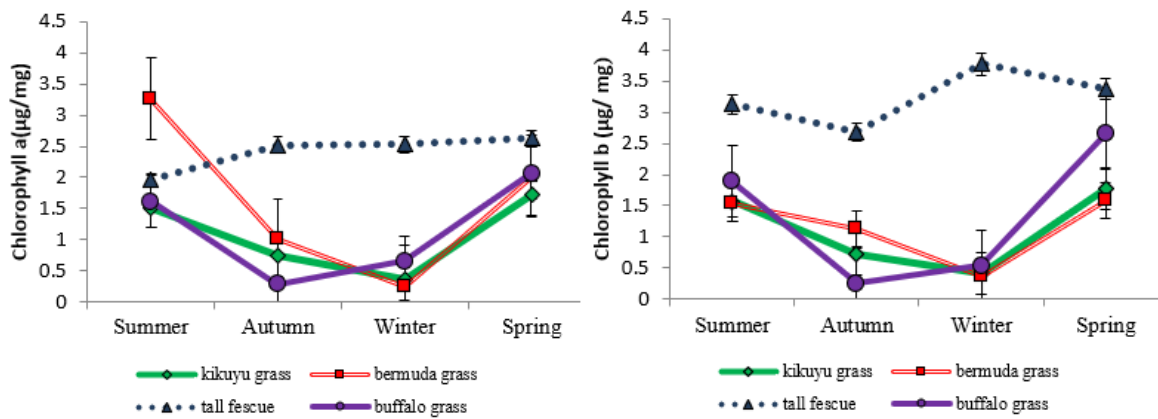 Chlorophyll a(µg/mg)
4.5
4
3.5
3
2.5
2
1.5
1
0.5
0
Summer Autumn Winter Spring
kikuyu grass bermuda grass
tall fescue buffalo grass
Chloroplyll b (µg/ mg)
4.5
4
3.5
3
2.5
2
1.5
1
0.5
0
Summer Autumn Winter Spring
kikuyu grass bermuda grass
tall fescue buffalo grass